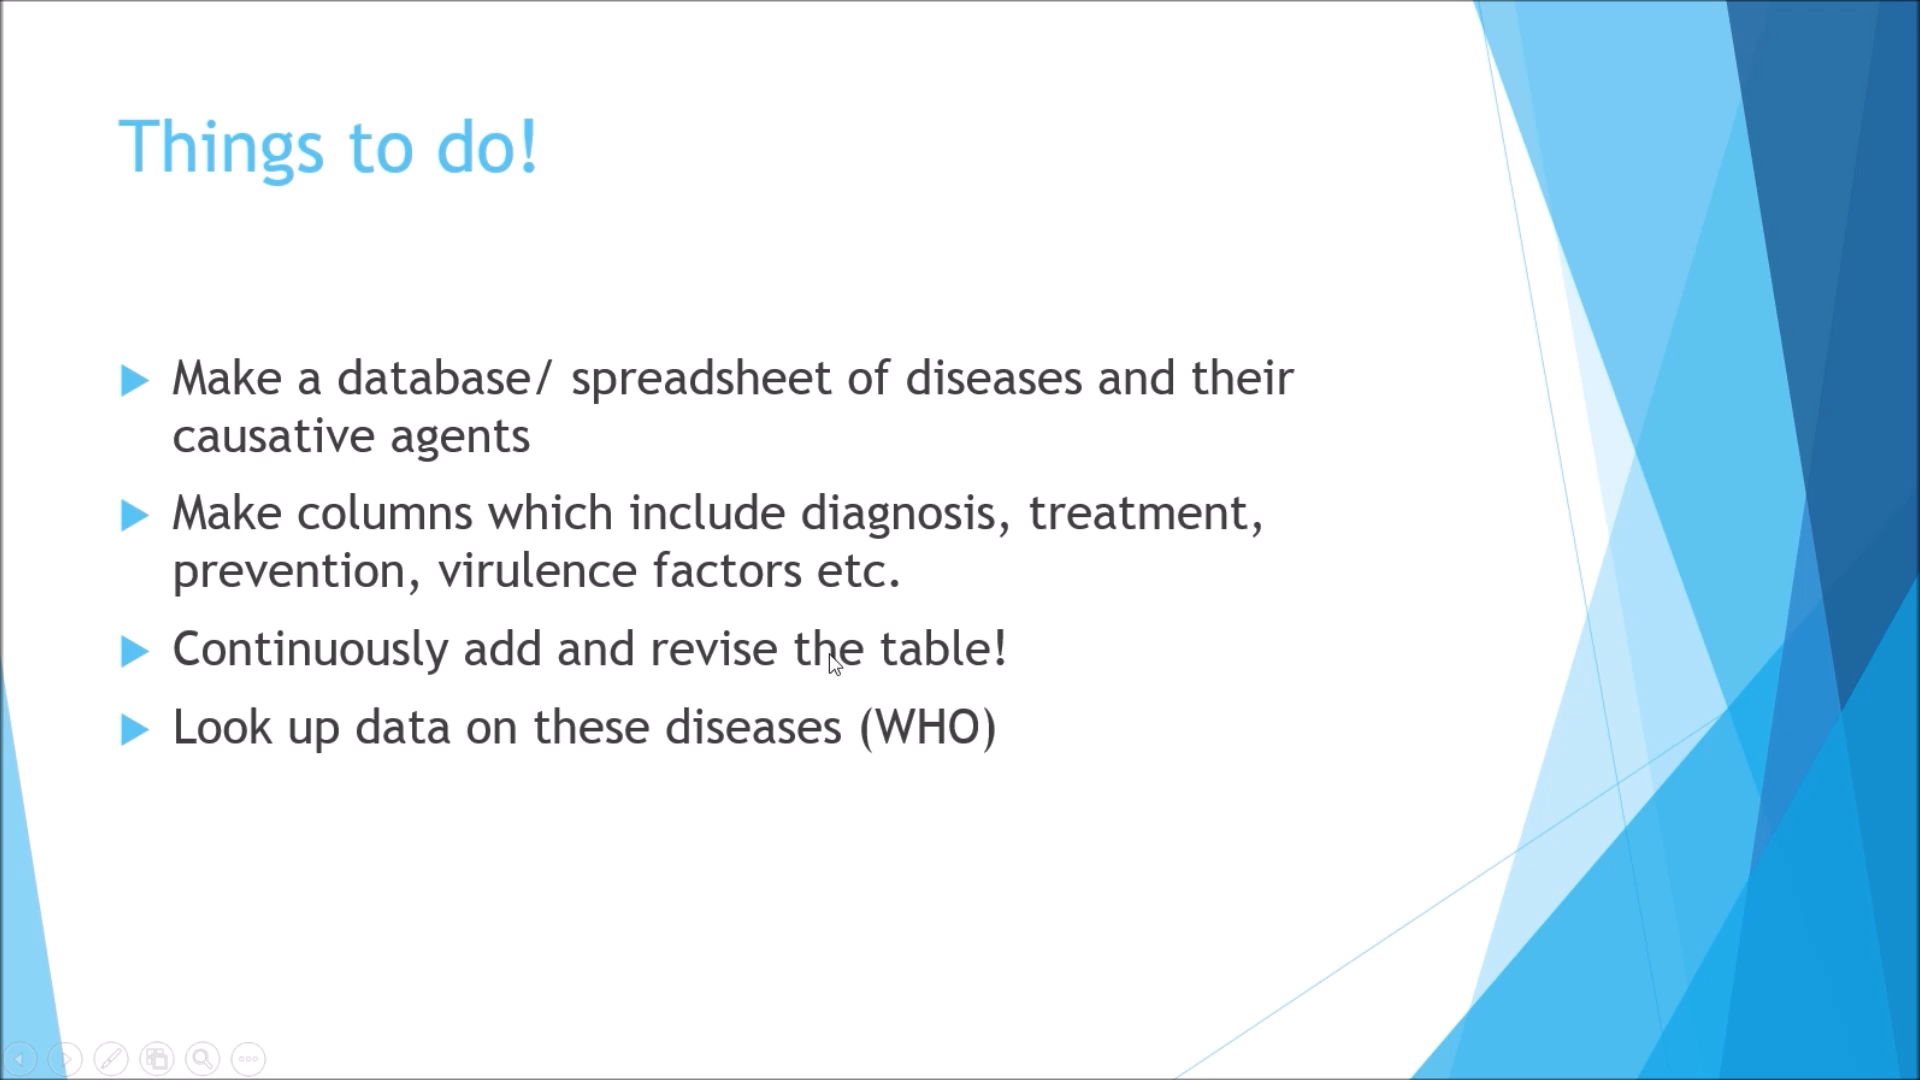 Things to do!
Make a database/ spreadsheet of diseases and their
causative agents
Make columns which include diagnosis, treatment,
prevention, virulence factors etc.
Continuously add and revise the table!
Look up data on these diseases (WHO)